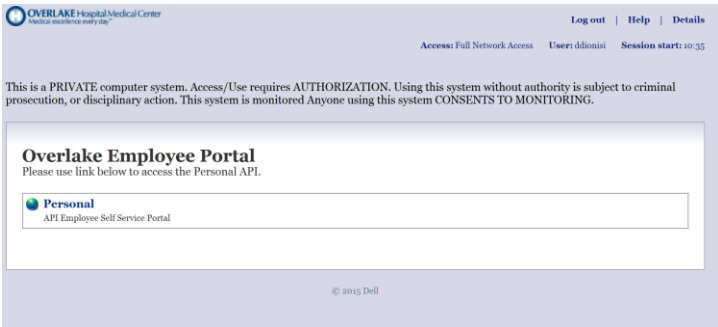 OVERLAKE Hospital Medical Center
Medical excellence every day℠
Log out | Help | Details
Access: Full Network Access User: ddionisi Session start: 10:35
This is a PRIVATE computer system. Access/Use requires AUTHORIZATION. Using this system without authority is subject to criminal
prosecution, or disciplinary action. This system is monitored Anyone using this system CONSENTS TO MONITORING.
Overlake Employee Portal
Please use link below to access the Personal API.
Personal
API Employee Self Service Portal
© 2015 Dell